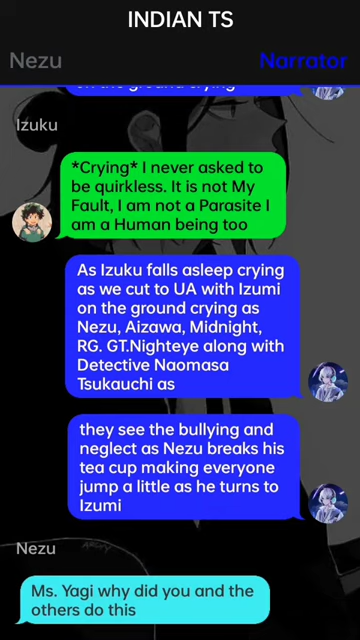 INDIAN TS
Nezu
Narrator
on the ground crying
Izuku
*Crying* I never asked to
be quirkless. It is not My
Fault, I am not a Parasite I
am a Human being too
As Izuku falls asleep crying
as we cut to UA with Izumi
on the ground crying as
Nezu, Aizawa, Midnight,
RG. GT.Nighteye along with
Detective Naomasa
Tsukauchi as
they see the bullying and
neglect as Nezu breaks his
tea cup making everyone
jump a little as he turns to
Izumi
Nezu
Ms. Yagi why did you and the
others do this